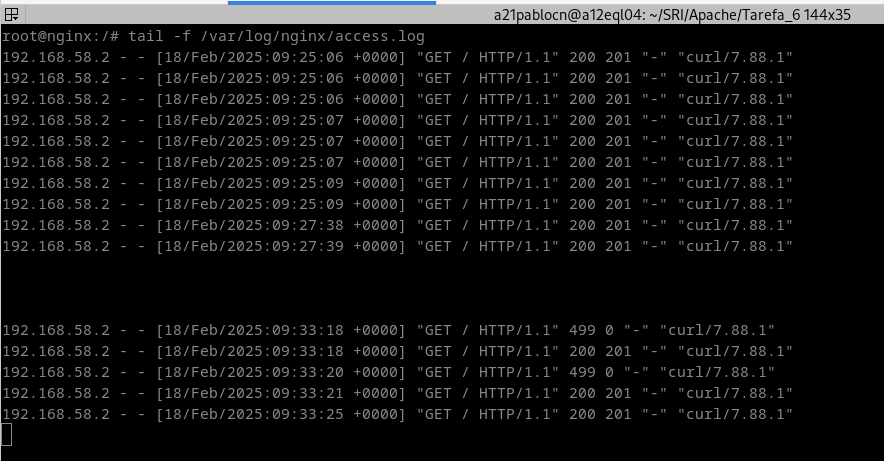 a21pablocn@a12eql04: ~/SRI/Apache/Tarefa_6 144x35
root@nginx:/# tail -f /var/log/nginx/access.log
192.168.58.2 - - [18/Feb/2025:09:25:06 +0000] "GET / HTTP/1.1" 200 201 "-" "curl/7.88.1"
192.168.58.2 - - [18/Feb/2025:09:25:06 +0000] "GET / HTTP/1.1" 200 201 "-" "curl/7.88.1"
192.168.58.2 - - [18/Feb/2025:09:25:06 +0000] "GET / HTTP/1.1" 200 201 "-" "curl/7.88.1"
192.168.58.2 - - [18/Feb/2025:09:25:07 +0000] "GET / HTTP/1.1" 200 201 "-" "curl/7.88.1"
192.168.58.2 - - [18/Feb/2025:09:25:07 +0000] "GET / HTTP/1.1" 200 201 "-" "curl/7.88.1"
192.168.58.2 - - [18/Feb/2025:09:25:07 +0000] "GET / HTTP/1.1" 200 201 "-" "curl/7.88.1"
192.168.58.2 - - [18/Feb/2025:09:25:09 +0000] "GET / HTTP/1.1" 200 201 "-" "curl/7.88.1"
192.168.58.2 - - [18/Feb/2025:09:25:09 +0000] "GET / HTTP/1.1" 200 201 "-" "curl/7.88.1"
192.168.58.2 - - [18/Feb/2025:09:27:38 +0000] "GET / HTTP/1.1" 200 201 "-" "curl/7.88.1"
192.168.58.2 - - [18/Feb/2025:09:27:39 +0000] "GET / HTTP/1.1" 200 201 "-" "curl/7.88.1"
192.168.58.2 - - [18/Feb/2025:09:33:18 +0000] "GET / HTTP/1.1" 499 0 "-" "curl/7.88.1"
192.168.58.2 - - [18/Feb/2025:09:33:18 +0000] "GET / HTTP/1.1" 200 201 "-" "curl/7.88.1"
192.168.58.2 - - [18/Feb/2025:09:33:20 +0000] "GET / HTTP/1.1" 499 0 "-" "curl/7.88.1"
192.168.58.2 - - [18/Feb/2025:09:33:21 +0000] "GET / HTTP/1.1" 200 201 "-" "curl/7.88.1"
192.168.58.2 - - [18/Feb/2025:09:33:25 +0000] "GET / HTTP/1.1" 200 201 "-" "curl/7.88.1"